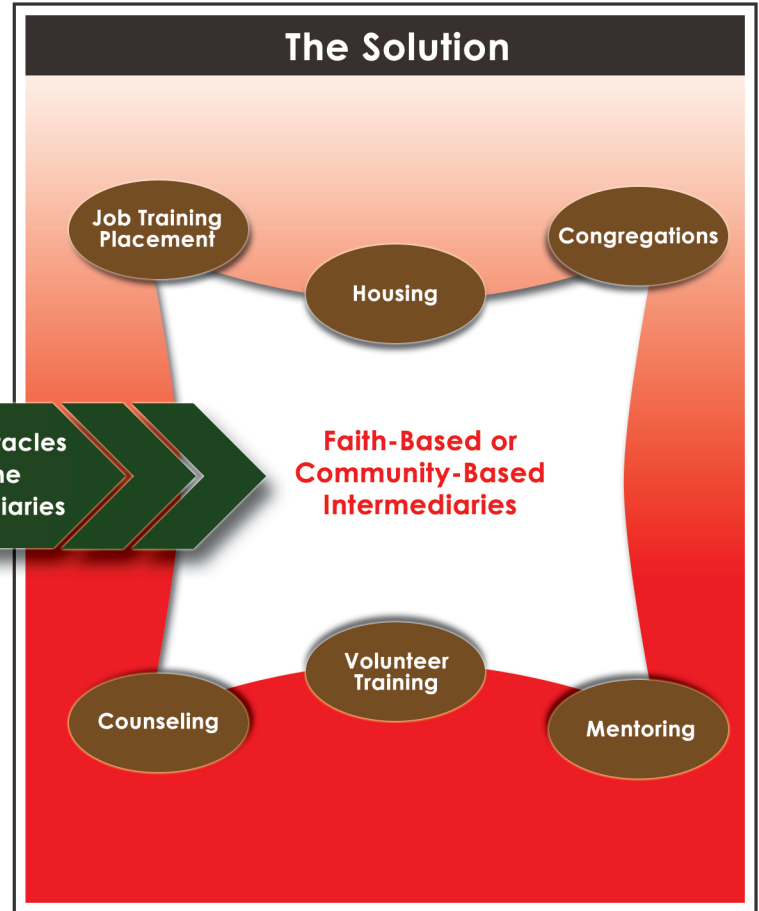 The Solution
Job Training
Placement
Congregations
Housing
Faith-Based or
Community-Based
Intermediaries
Volunteer
Training
Counseling
Mentoring